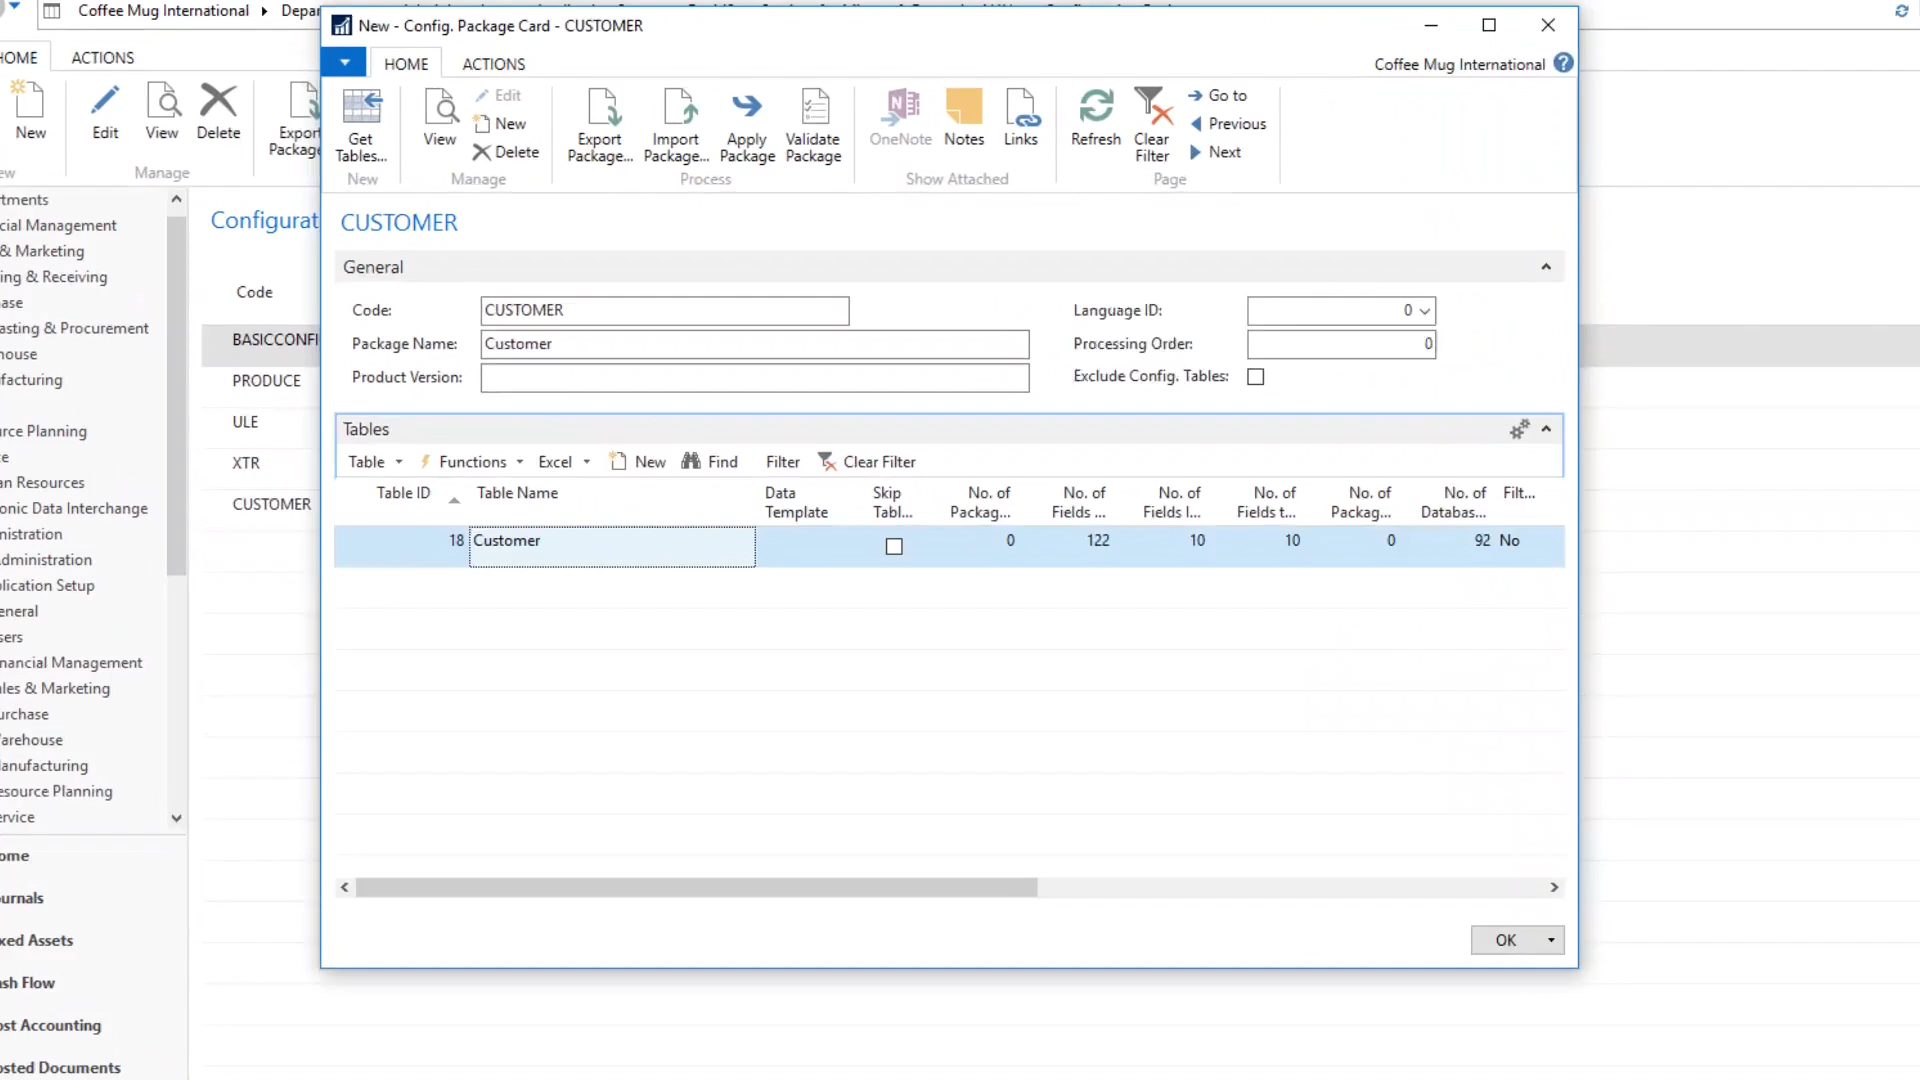 Coffee Mug International
Depar
New - Config. Package Card - CUSTOMER
HOME
ACTIONS
Coffee Mug International
OME
ACTIONS
New
Edit
View
Delete
Export
Package
Manage
ew
Get
Tables...
New
View
Edit
New
Delete
Manage
Export
Package...
Import
Package...
Apply
Package
Validate
Package
Process
OneNote
Notes
Links
Show Attached
Refresh
Clear
Filter
Go to
Previous
Next
Page
tments
cial Management
& Marketing
ing & Receiving
ase
asting & Procurement
house
facturing
rce Planning
e
an Resources
onic Data Interchange
nistration
dministration
plication Setup
eneral
sers
nancial Management
ales & Marketing
urchase
arehouse
lanufacturing
esource Planning
ervice
ome
urnals
xed Assets
sh Flow
ost Accounting
osted Documents
Configurat
Code
BASICCONFI
PRODUCE
ULE
XTR
CUSTOMER
CUSTOMER
General
Code:
CUSTOMER
Language ID:
0
Package Name:
Customer
Processing Order:
0
Product Version:
Exclude Config. Tables:
Tables
Table
Functions
Excel
New
Find
Filter
Clear Filter
Table ID
Table Name
Data
Template
Skip
Tabl...
No. of
Packag...
No. of
Fields ...
No. of
Fields I...
No. of
Fields t...
No. of
Packag...
No. of
Databas...
Filt...
18
Customer
0
122
10
10
0
92
No
OK